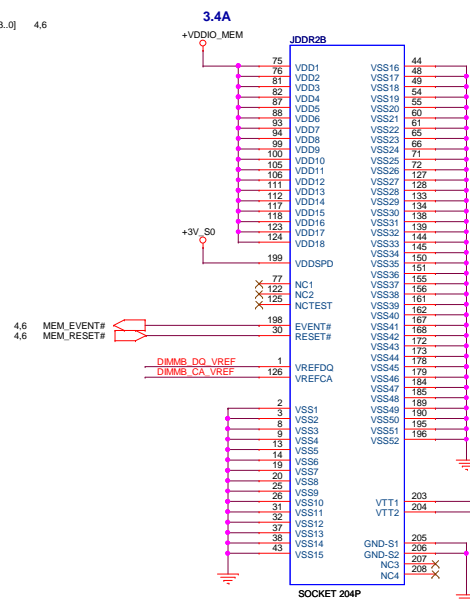 3.4A
3..0] 4,6
+VDDIO_MEM
JDDR2B
75 VDD1 VSS16 44
76 VDD2 VSS17 48
81 VDD3 VSS18 49
82 VDD4 VSS19 54
87 VDD5 VSS20 55
88 VDD6 VSS21 60
93 VDD7 VSS22 61
94 VDD8 VSS23 65
99 VDD9 VSS24 66
100 VDD10 VSS25 71
105 VDD11 VSS26 72
106 VDD12 VSS27 127
111 VDD13 VSS28 128
112 VDD14 VSS29 133
117 VDD15 VSS30 134
118 VDD16 VSS31 138
123 VDD17 VSS32 139
124 VDD18 VSS33 144
+3V_S0
VSS34 145
VSS35 150
199 VDDSPD VSS36 151
VSS37 155
77 NC1 VSS38 156
122 NC2 VSS39 161
125 NCTEST VSS40 162
VSS41 167
4,6 MEM_EVENT# 198 EVENT# VSS42 168
4,6 MEM_RESET# 30 RESET# VSS43 172
VSS44 173
DIMMB_DQ_VREF 1 VREFDQ VSS45 178
DIMMB_CA_VREF 126 VREFCA VSS46 179
VSS47 184
VSS48 185
2 VSS1 VSS49 189
3 VSS2 VSS50 190
8 VSS3 VSS51 195
9 VSS4 VSS52 196
13 VSS5
14 VSS6
19 VSS7
20 VSS8
25 VSS9
26 VSS10 VTT1 203
31 VSS11 VTT2 204
32 VSS12
37 VSS13
38 VSS14 GND-S1 205
43 VSS15 GND-S2 206
NC3 207
NC4 208
SOCKET 204P